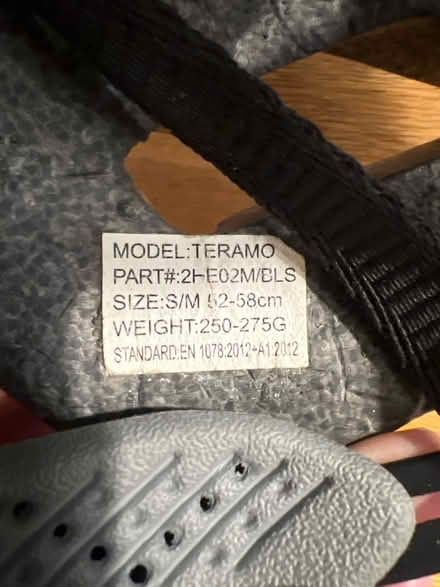 MODEL:TERAMO
PART#:2HE02M/BLS
SIZE:S/M 52-58cm
WEIGHT:250-275G
STANDARD:EN 1078:2012+A1:2012